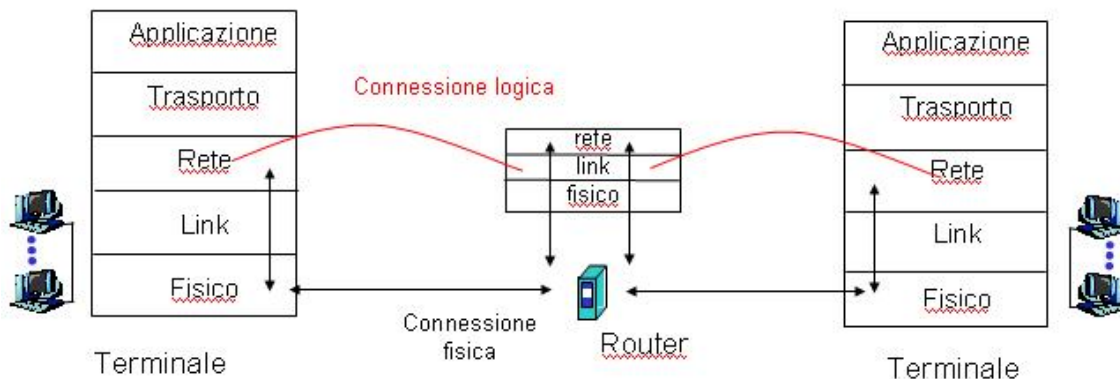 Applicazione
Trasporto
Rete
Link
Fisico
Terminale
Connessione logica
rete
link
fisico
Connessione
fisica
Router
Applicazione
Trasporto
Rete
Link
Fisico
Terminale